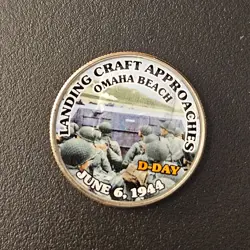 LANDING CRAFT APPROACHES
OMAHA BEACH
D-DAY
JUNE 6, 1944